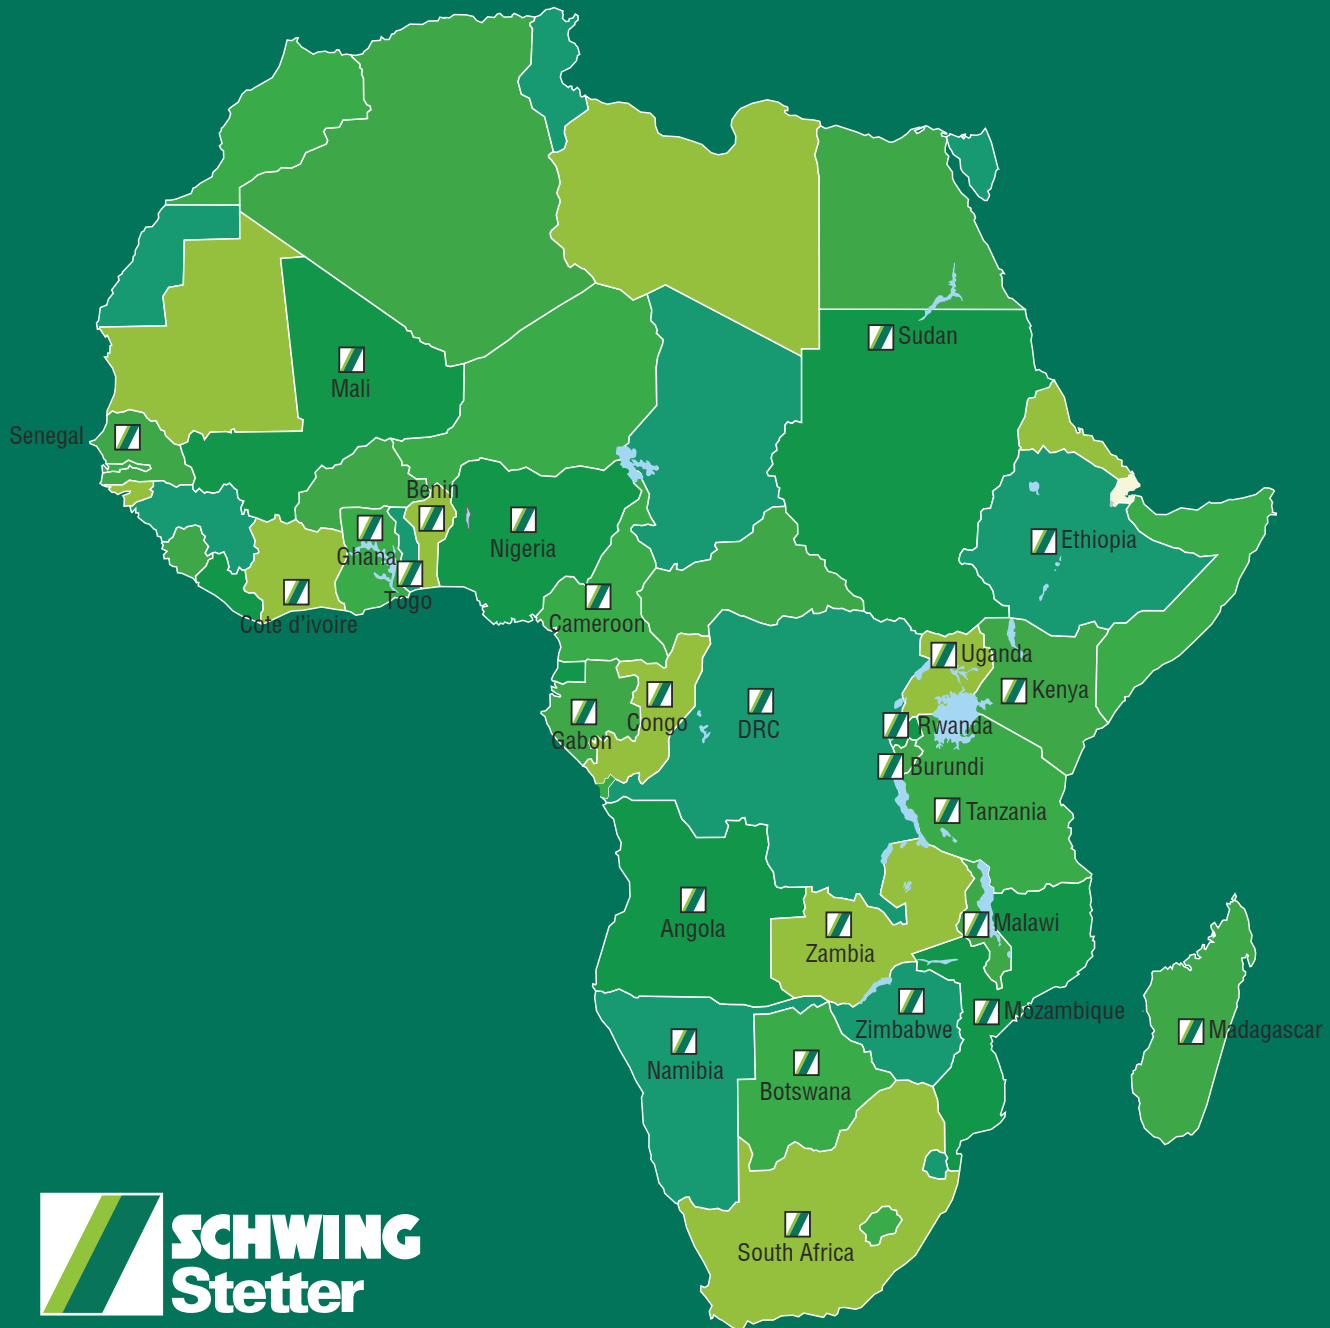 Sudan
Mali
Senegal
Benin
Nigeria
Ghana
Ethiopia
Togo
Cote d'ivoire
Cameroon
Uganda
Kenya
Congo
DRC
Rwanda
Gabon
Burundi
Tanzania
Angola
Malawi
Zambia
Mozambique
Zimbabwe
Madagascar
Namibia
Botswana
South Africa
SCHWING
Stetter